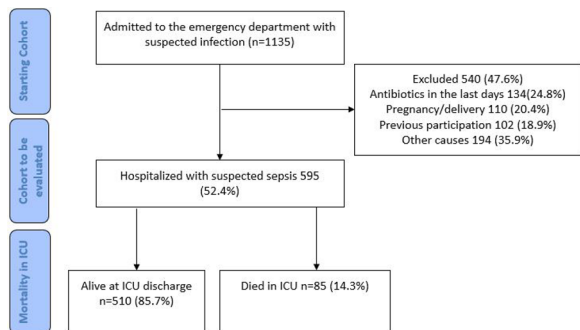 Starting Cohort
Admitted to the emergency department with
suspected infection (n=1135)
Excluded 540 (47.6%)
Antibiotics in the last days 134(24.8%)
Pregnancy/delivery 110 (20.4%)
Previous participation 102 (18.9%)
Other causes 194 (35.9%)
Cohort to be
evaluated
Hospitalized with suspected sepsis 595
(52.4%)
Mortality in ICU
Alive at ICU discharge
n=510 (85.7%)
Died in ICU n=85 (14.3%)